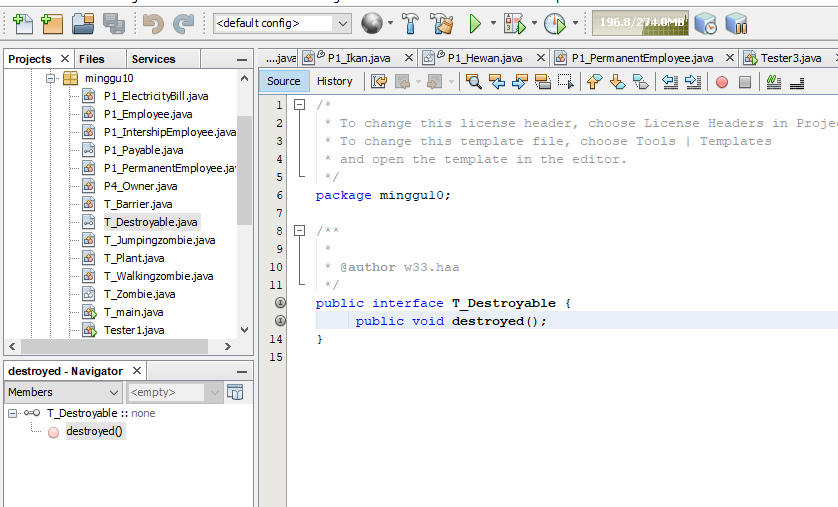 <default config>
196.8/274.0MB
Projects
Files
Services
minggu10
P1_ElectricityBill.java
P1_Employee.java
P1_IntershipEmployee.java
P1_Payable.java
P1_PermanentEmployee.jav
P4_Owner.java
T_Barrier.java
T_Destroyable.java
T_Jumpingzombie.java
T_Plant.java
T_Walkingzombie.java
T_Zombie.java
T_main.java
Tester1.java
destroyed - Navigator
Members
<empty>
T_Destroyable :: none
destroyed()
....java
P1_Ikan.java
P1_Hewan.java
P1_PermanentEmployee.java
Tester3.java
Source
History
1 /*
2 * To change this license header, choose License Headers in Projec
3 * To change this template file, choose Tools | Templates
4 * and open the template in the editor.
5 */
6 package minggu10;
7
8 /**
9 *
10 * @author w33.haa
11 */
public interface T_Destroyable {
public void destroyed();
14 }
15